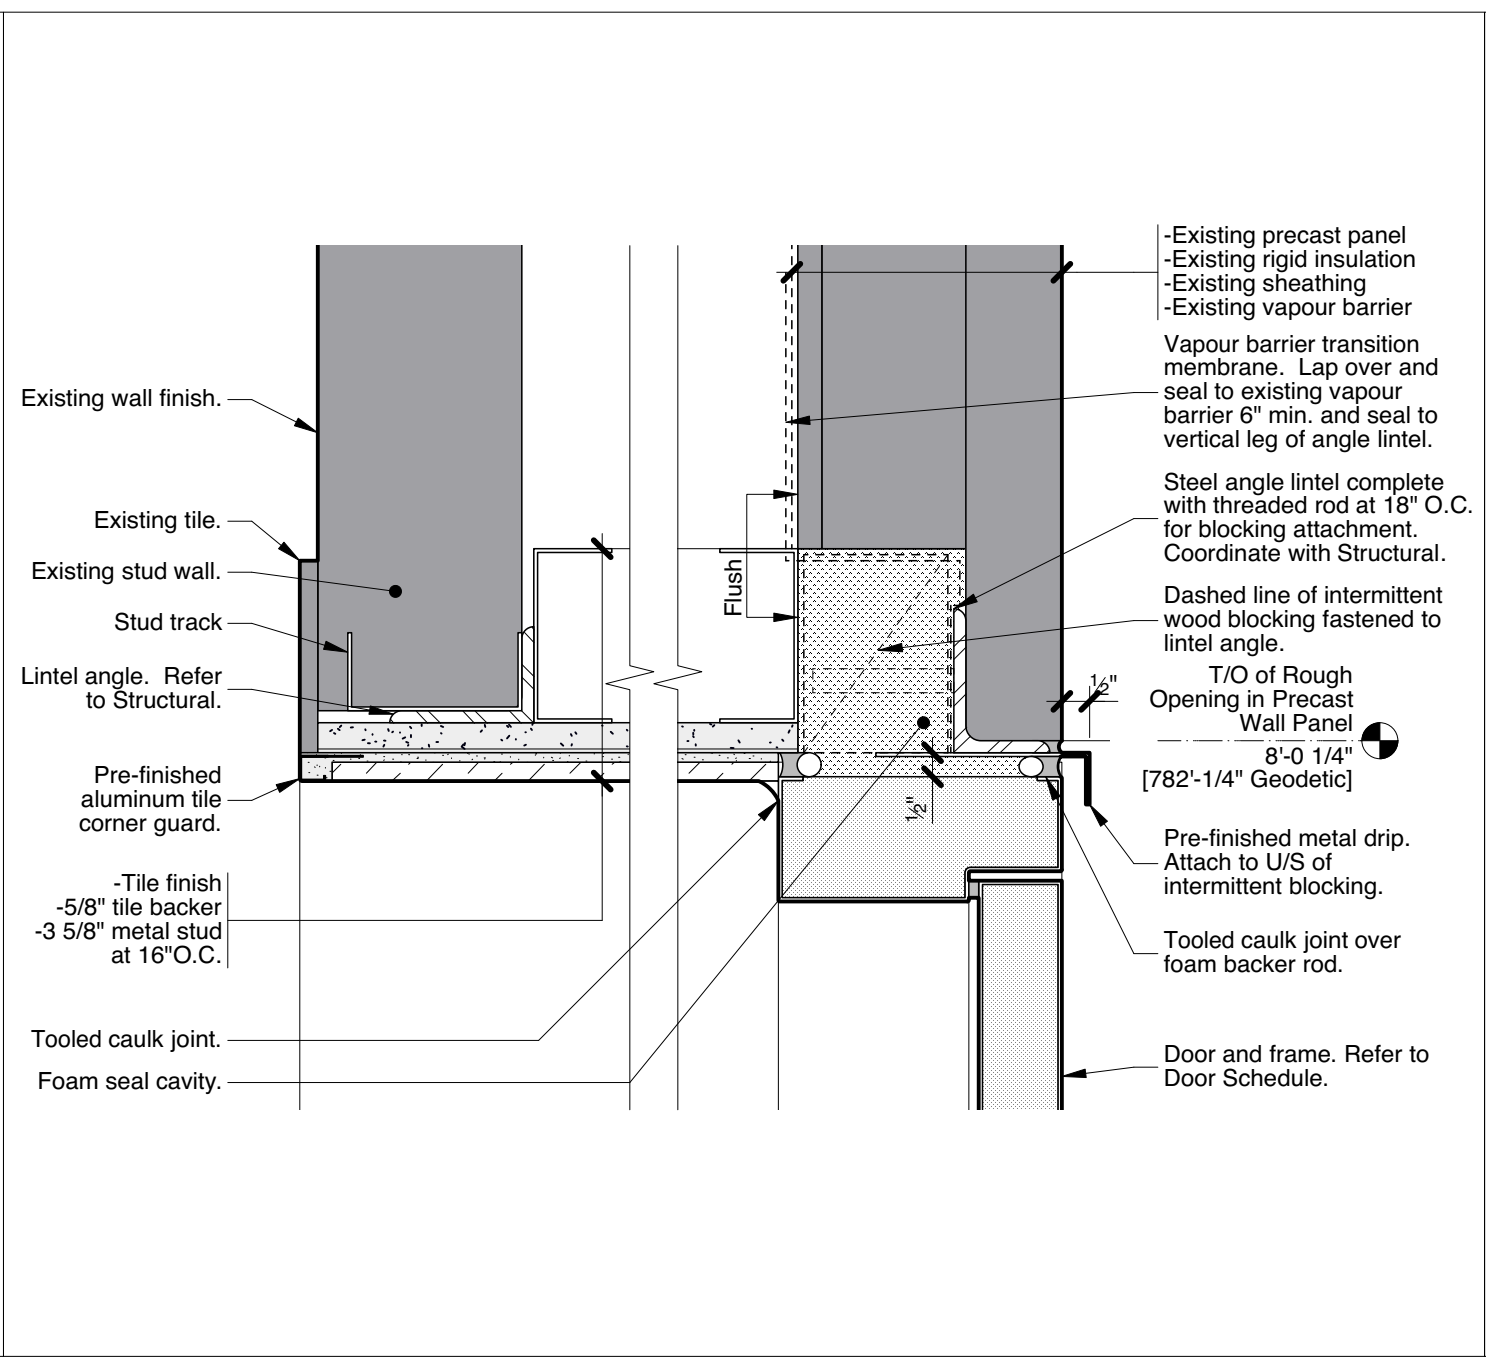 -Existing precast panel
-Existing rigid insulation
-Existing sheathing
-Existing vapour barrier
Vapour barrier transition
membrane.  Lap over and
seal to existing vapour
barrier 6" min. and seal to
vertical leg of angle lintel.
Steel angle lintel complete
with threaded rod at 18" O.C.
for blocking attachment.
Coordinate with Structural.
Dashed line of intermittent
wood blocking fastened to
lintel angle.
T/O of Rough
Opening in Precast
Wall Panel
8'-0 1/4"
[782'-1/4" Geodetic]
Pre-finished metal drip.
Attach to U/S of
intermittent blocking.
Tooled caulk joint over
foam backer rod.
Door and frame. Refer to
Door Schedule.
Existing wall finish.
Existing tile.
Existing stud wall.
Stud track
Lintel angle.  Refer
to Structural.
Pre-finished
aluminum tile
corner guard.
-Tile finish
-5/8" tile backer
-3 5/8" metal stud
at 16"O.C.
Tooled caulk joint.
Foam seal cavity.
Flush
1/2"
1/2"